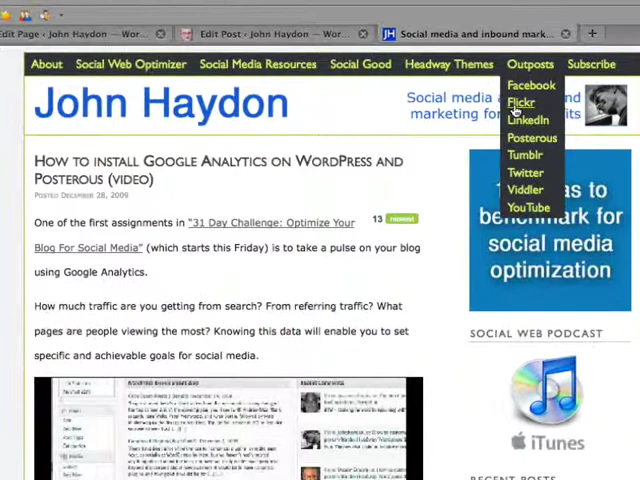 Edit Page ‹ John Haydon — Wor...
Edit Post ‹ John Haydon — Wor...
Social media and inbound mark...
About
Social Web Optimizer
Social Media Resources
Social Good
Headway Themes
Outposts
Subscribe
Facebook
Flickr
LinkedIn
Posterous
Tumblr
Twitter
Viddler
YouTube
John Haydon
Social media
nd
marketing for
fits
How to install Google Analytics on WordPress and
Posterous (video)
Posted December 28, 2009
13
retweet
One of the first assignments in "31 Day Challenge: Optimize Your
Blog For Social Media" (which starts this Friday) is to take a pulse on your blog
using Google Analytics.
How much traffic are you getting from search? From referring traffic? What
pages are people viewing the most? Knowing this data will enable you to set
specific and achievable goals for social media.
as to
benchmark for
social media
optimization
SOCIAL WEB PODCAST
iTunes
RECENT POSTS